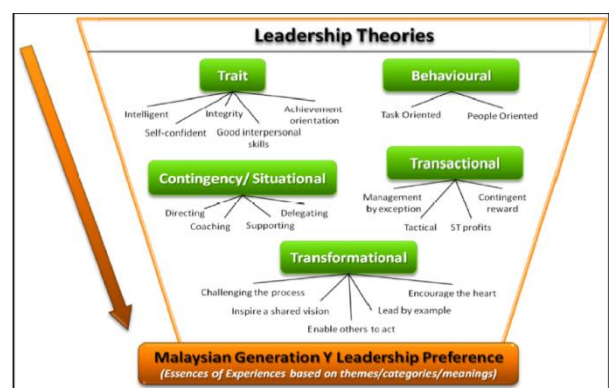 Leadership Theories
Trait
Behavioural
Intelligent
Integrity
Achievement
orientation
Self-confident
Good interpersonal
skills
Task Oriented
People Oriented
Contingency/ Situational
Transactional
Directing
Delegating
Coaching
Supporting
Management
by exception
Contingent
reward
Tactical
ST profits
Transformational
Challenging the process
Encourage the heart
Inspire a shared vision
Lead by example
Enable others to act
Malaysian Generation Y Leadership Preference
(Essences of Experiences based on themes/categories/meanings)